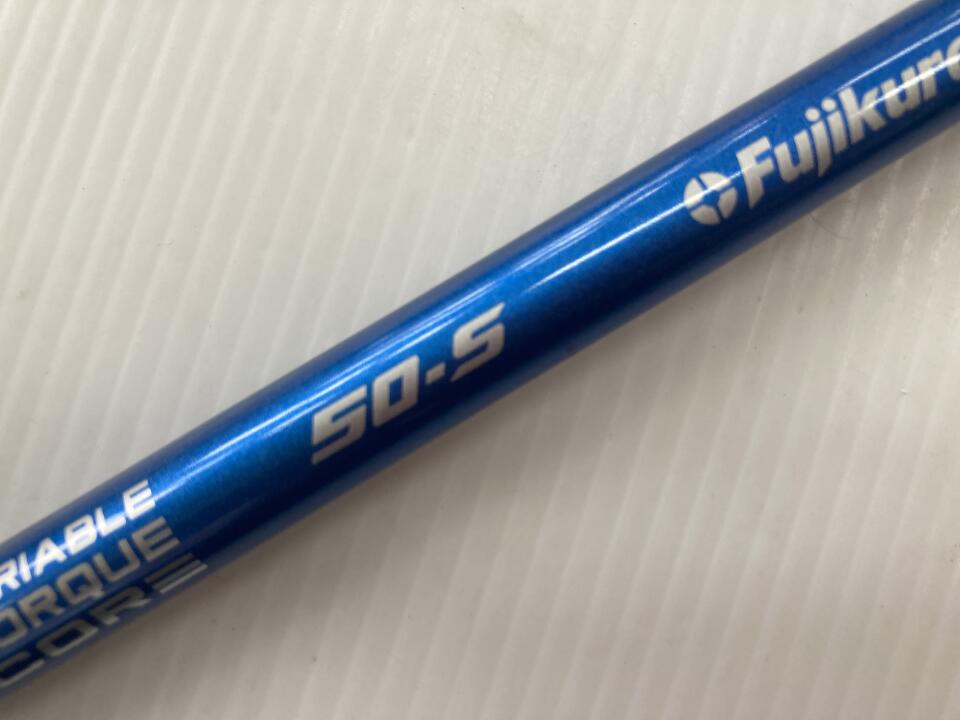 Fujikur
50-S
RIABLE
ORQUE
CORE